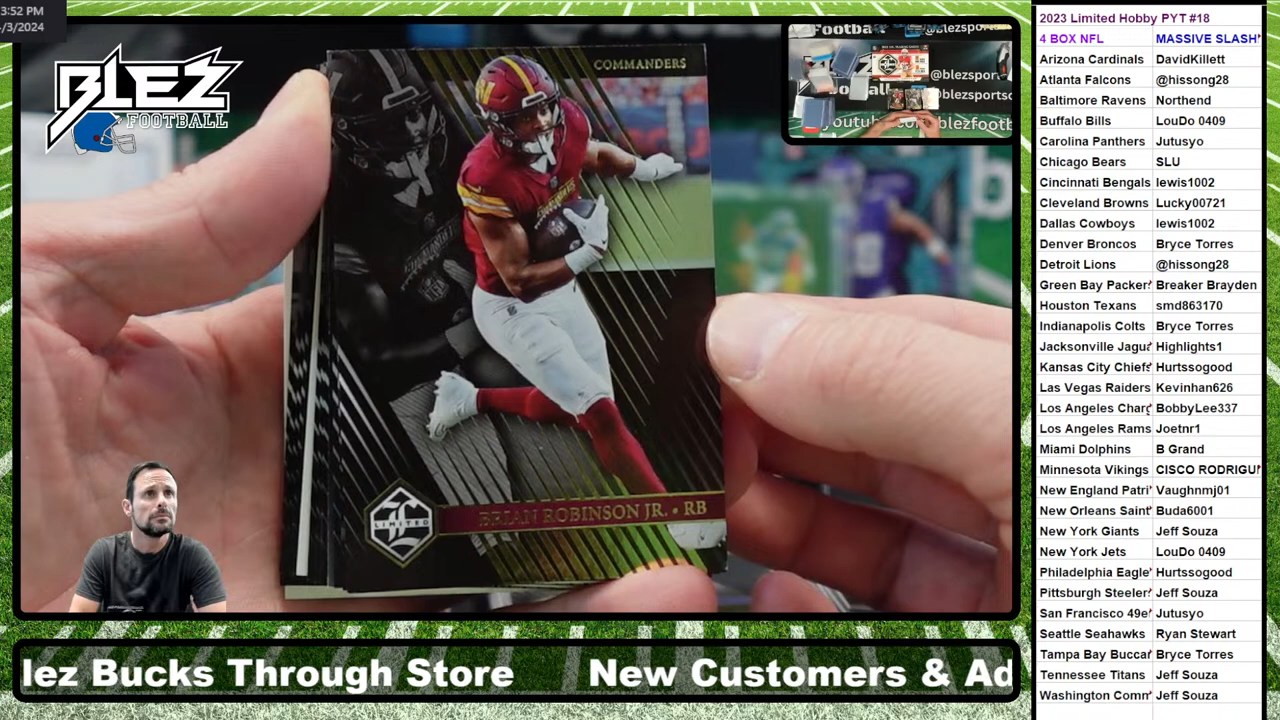 3:52 PM
/3/2024
BLEZ
FOOTBALL
COMMANDERS
LIMITED
BRIAN ROBINSON JR. • RB
@blezspor
lez Bucks Through Store
New Customers & Ad
2023 Limited Hobby PYT #18
4 BOX NFL MASSIVE SLASH
Arizona Cardinals DavidKillett
Atlanta Falcons @hissong28
Baltimore Ravens Northend
Buffalo Bills LouDo 0409
Carolina Panthers Jutusyo
Chicago Bears SLU
Cincinnati Bengals lewis1002
Cleveland Browns Lucky00721
Dallas Cowboys lewis1002
Denver Broncos Bryce Torres
Detroit Lions @hissong28
Green Bay Packer Breaker Brayden
Houston Texans smd863170
Indianapolis Colts Bryce Torres
Jacksonville Jagua Highlights1
Kansas City Chiefs Hurtssogood
Las Vegas Raiders Kevinhan626
Los Angeles Charg BobbyLee337
Los Angeles Rams Joetnr1
Miami Dolphins B Grand
Minnesota Vikings CISCO RODRIGU
New England Patri Vaughnmj01
New Orleans Saint Buda6001
New York Giants Jeff Souza
New York Jets LouDo 0409
Philadelphia Eagle Hurtssogood
Pittsburgh Steeler Jeff Souza
San Francisco 49e Jutusyo
Seattle Seahawks Ryan Stewart
Tampa Bay Buccar Bryce Torres
Tennessee Titans Jeff Souza
Washington Comm Jeff Souza